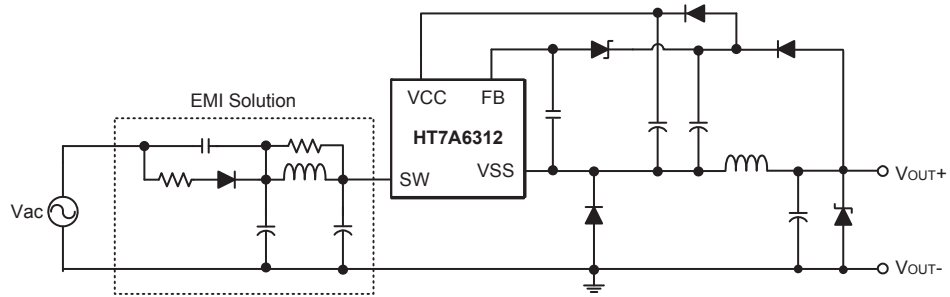 EMI Solution
VCC FB
HT7A6312
SW VSS
Vac
VOUT+
VOUT-